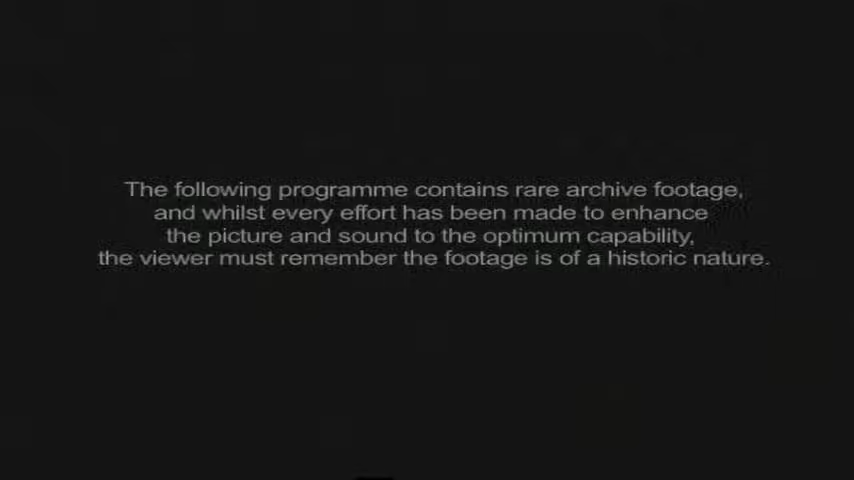 The following programme contains rare archive footage,
and whilst every effort has been made to enhance
the picture and sound to the optimum capability,
the viewer must remember the footage is of a historic nature.